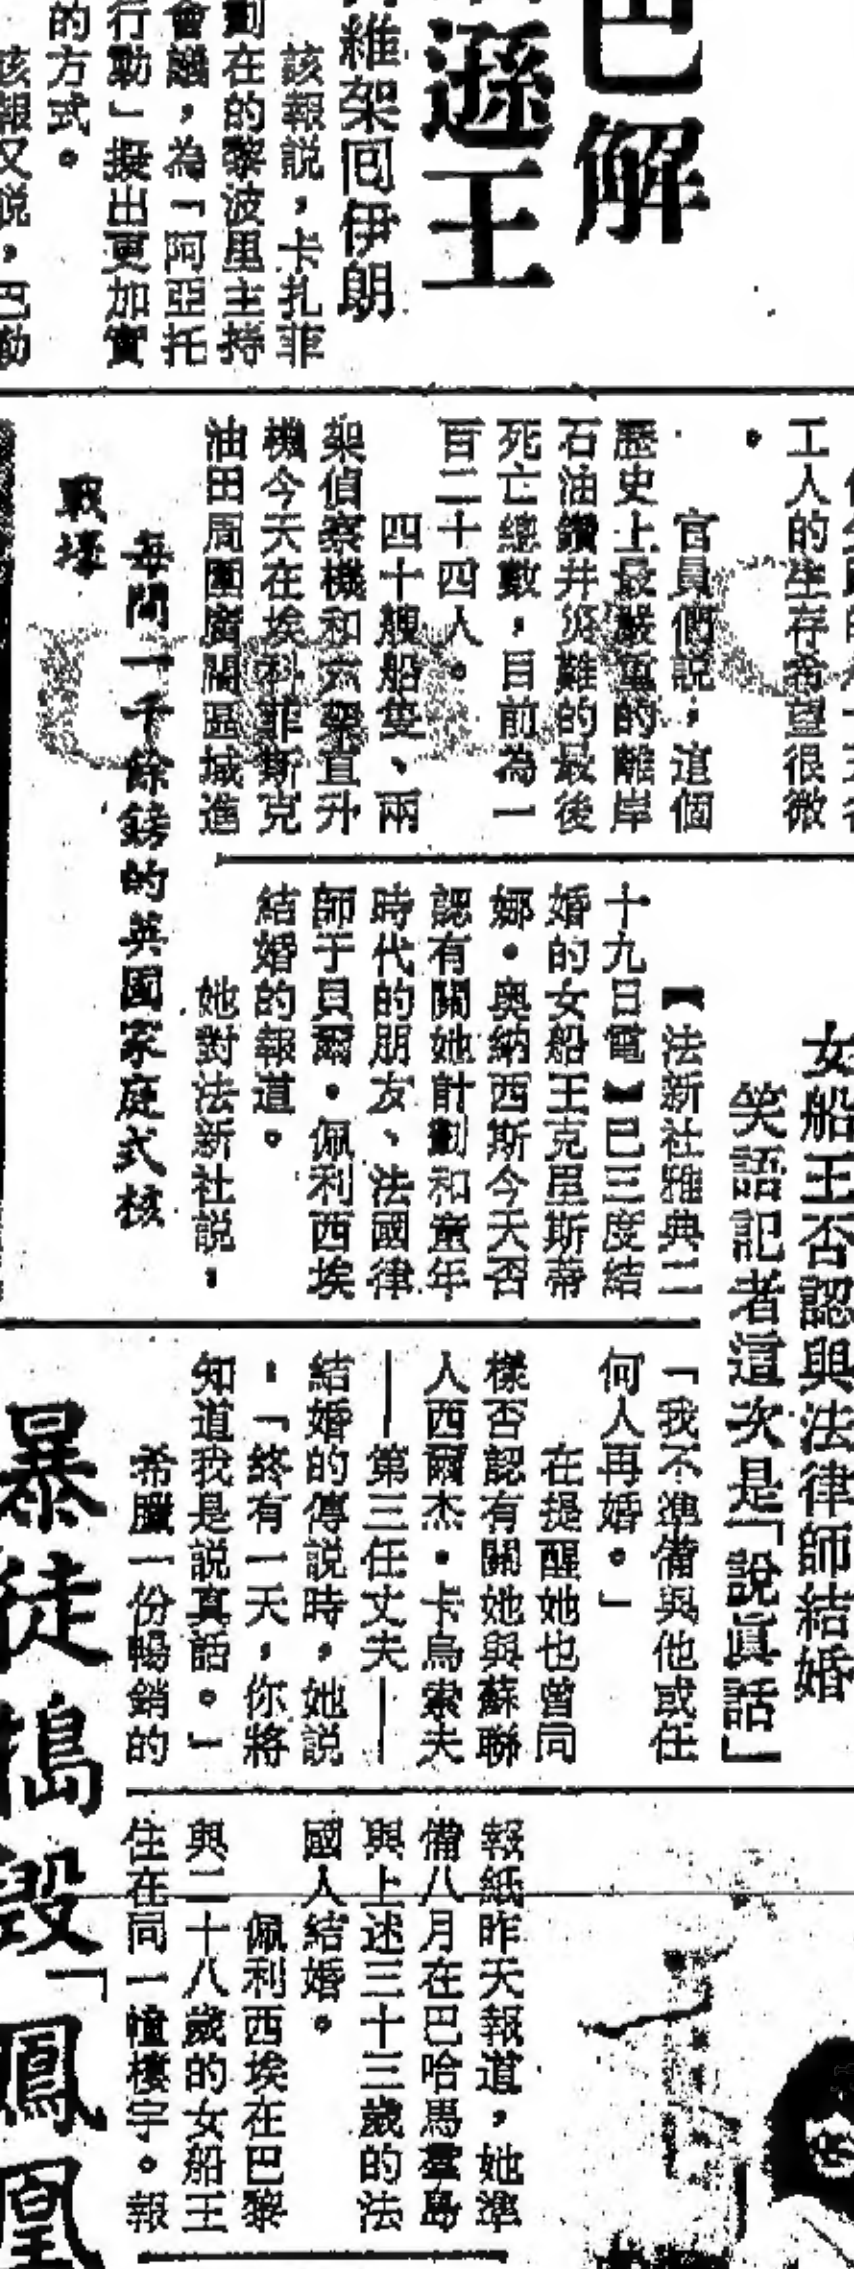 巴解
遜王
維架囘伊朗
該報説，卡扎菲
劃在的黎波里主持
會議，為「阿亞托
行動」擬出更加實
的方式。
該報又説，巴勒
工人的生存希望很微
。
官員們説，這個
歷史上最嚴重的離岸
石油鑽井災難的最後
死亡總數，目前為一
百二十四人。
四十艘船隻、兩
架偵察機和六架直升
機今天在埃科菲斯克
油田周圍廣闊區域進
每間一千餘鎊的英國家庭式核
戰壕
女船王否認與法律師結婚
笑語記者這次是「說眞話」
【法新社雅典二
十九日電】已三度結
婚的女船王克里斯蒂
娜・奧納西斯今天否
認有關她計劃和童年
時代的朋友、法國律
師于貝爾・佩利西埃
結婚的報道。
她對法新社説，
「我不準備與他或任
何人再婚。」
在提醒她也曾同
樣否認有關她與蘇聯
人西爾杰・卡烏索夫
——第三任丈夫——
結婚的傳説時，她説
：「終有一天，你將
知道我是説真話。」
希臘一份暢銷的
報紙昨天報道，她準
備八月在巴哈馬羣島
與上述三十三歲的法
國人結婚。
佩利西埃在巴黎
與二十八歲的女船王
住在同一幢樓宇。報
暴徒搗毀「鳳凰